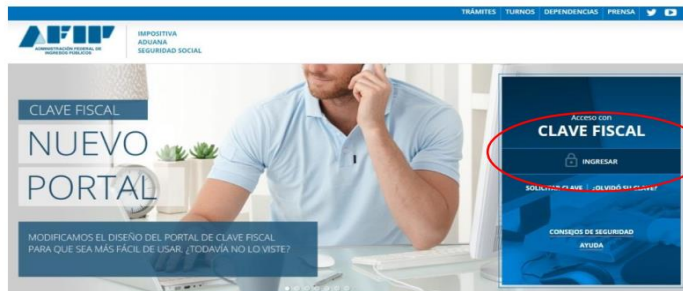 TRÁMITES TURNOS DEPENDENCIAS PRENSA
AFIP
ADMINISTRACIÓN FEDERAL DE
INGRESOS PÚBLICOS
IMPOSITIVA
ADUANA
SEGURIDAD SOCIAL
CLAVE FISCAL
NUEVO
PORTAL
MODIFICAMOS EL DISEÑO DEL PORTAL DE CLAVE FISCAL
PARA QUE SEA MÁS FÁCIL DE USAR. ¿TODAVÍA NO LO VISTE?
Acceso con
CLAVE FISCAL
INGRESAR
SOLICITAR CLAVE | ¿OLVIDÓ SU CLAVE?
CONSEJOS DE SEGURIDAD
AYUDA